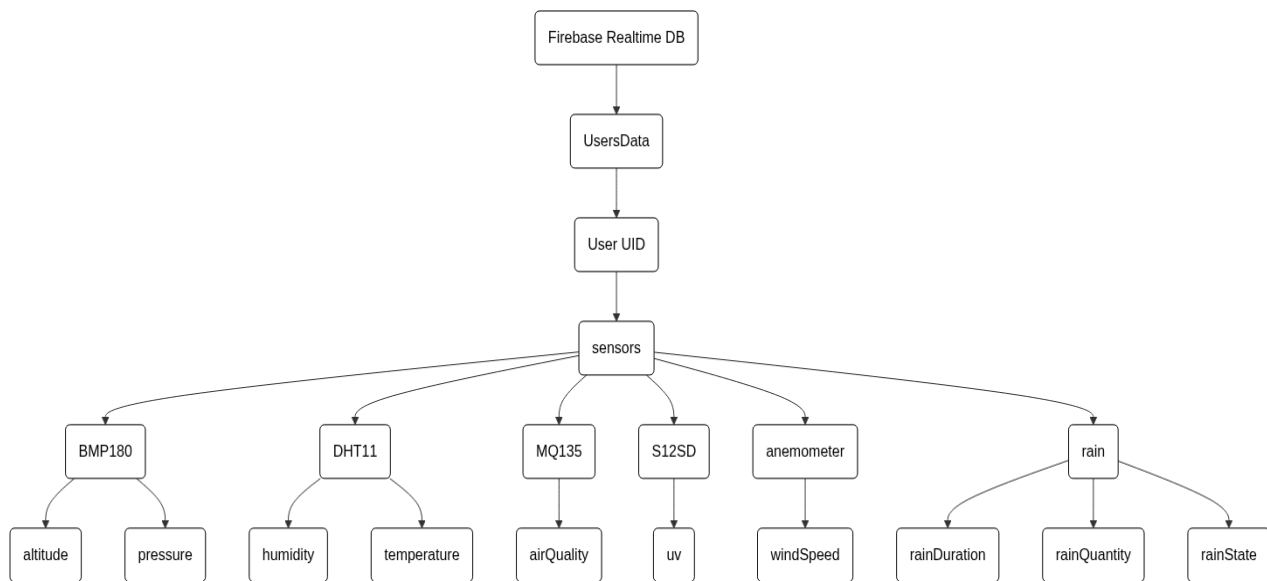 Firebase Realtime DB
UsersData
User UID
sensors
BMP180
DHT11
MQ135
S12SD
anemometer
rain
altitude
pressure
humidity
temperature
airQuality
uv
windSpeed
rainDuration
rainQuantity
rainState